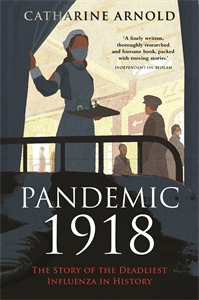 CATHARINE ARNOLD
'A finely written,
thoroughly researched
and humane book, packed
with moving stories.'
INDEPENDENT ON BEDLAM
PANDEMIC
1918
THE STORY OF THE DEADLIEST
INFLUENZA IN HISTORY